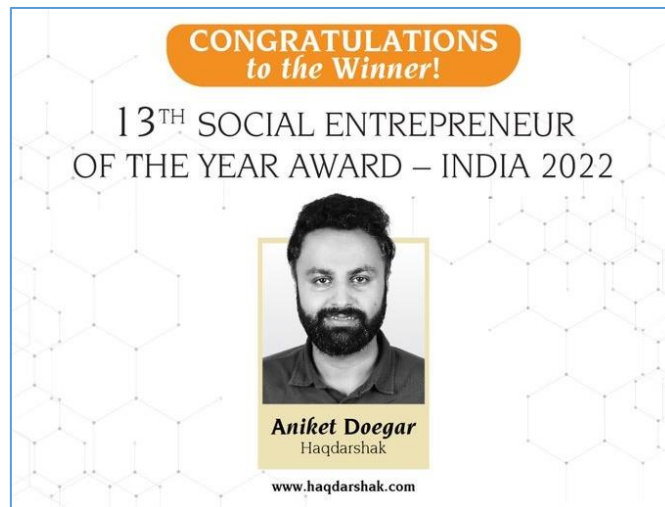 CONGRATULATIONS
to the Winner!
13TH SOCIAL ENTREPRENEUR
OF THE YEAR AWARD – INDIA 2022
Aniket Doegar
Haqdarshak
www.haqdarshak.com